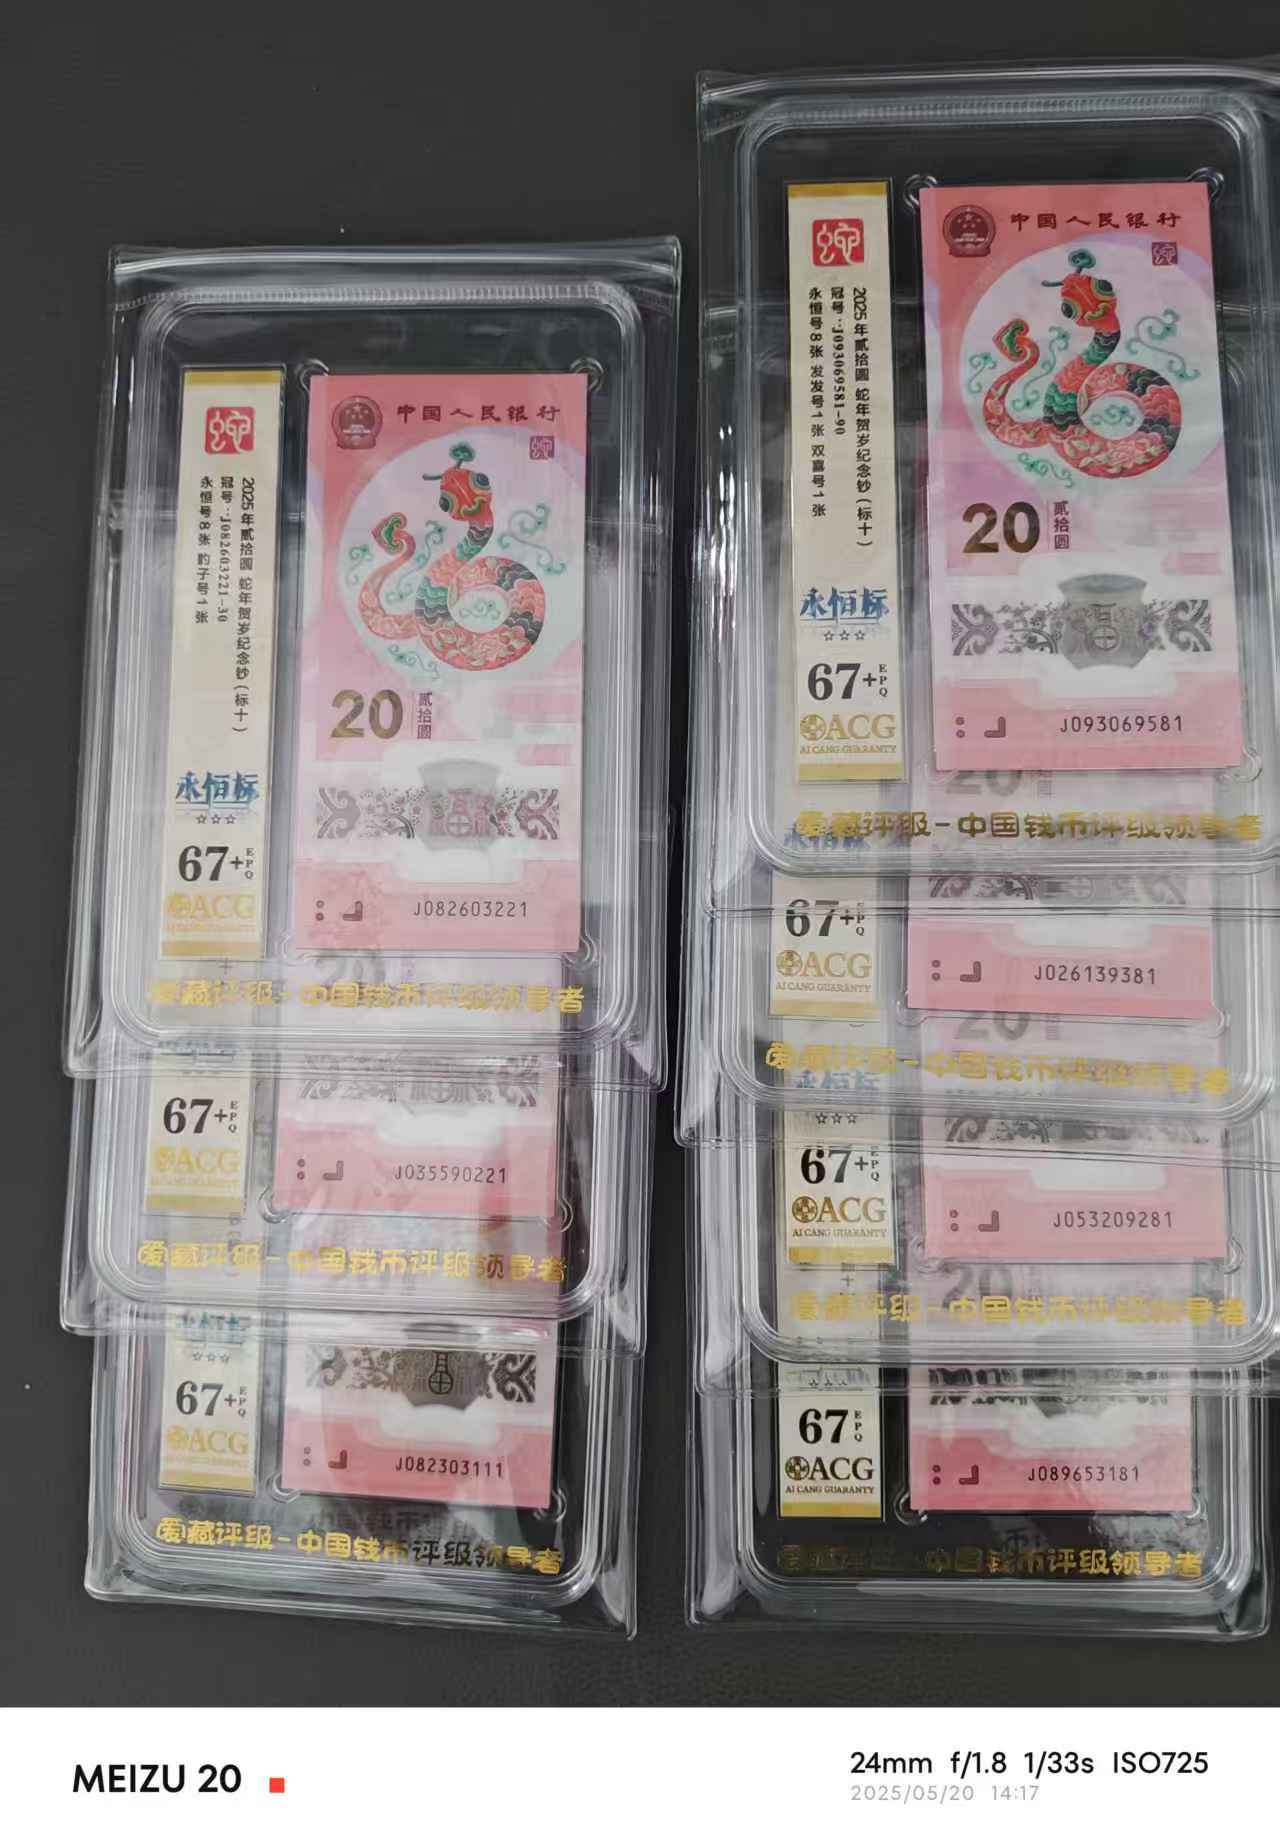 2025年贰拾圆 蛇年贺岁纪念钞(标十)
冠号:J082603221-30
永恒号8张 豹子号1张
永恒标
☆☆☆
67+EPQ
ACG
中国人民银行
20
贰拾圆
J082603221
爱藏评级-中国钱币评级领导者
67+EPQ
ACG
AI CANG GUARANTY
J035590221
爱藏评级-中国钱币评级领导者
☆☆☆
67+EPQ
ACG
J082303111
爱藏评级-中国钱币评级领导者
2025年贰拾圆 蛇年贺岁纪念钞(标十)
冠号:J093069581-90
永恒号8张 发发号1张 双喜号1张
永恒标
☆☆☆
67+EPQ
ACG
AI CANG GUARANTY
中国人民银行
20
贰拾圆
J093069581
20
爱藏评级-中国钱币评级领导者
67+EPQ
ACG
AI CANG GUARANTY
J026139381
20
爱藏评级-中国钱币评级领导者
☆☆☆
67+EPQ
ACG
AI CANG GUARANTY
J053209281
20
爱藏评级-中国钱币评级领导者
67EPQ
ACG
AI CANG GUARANTY
J089653181
爱藏评级-中国钱币评级领导者
MEIZU 20
24mm f/1.8 1/33s ISO725
2025/05/20 14:17